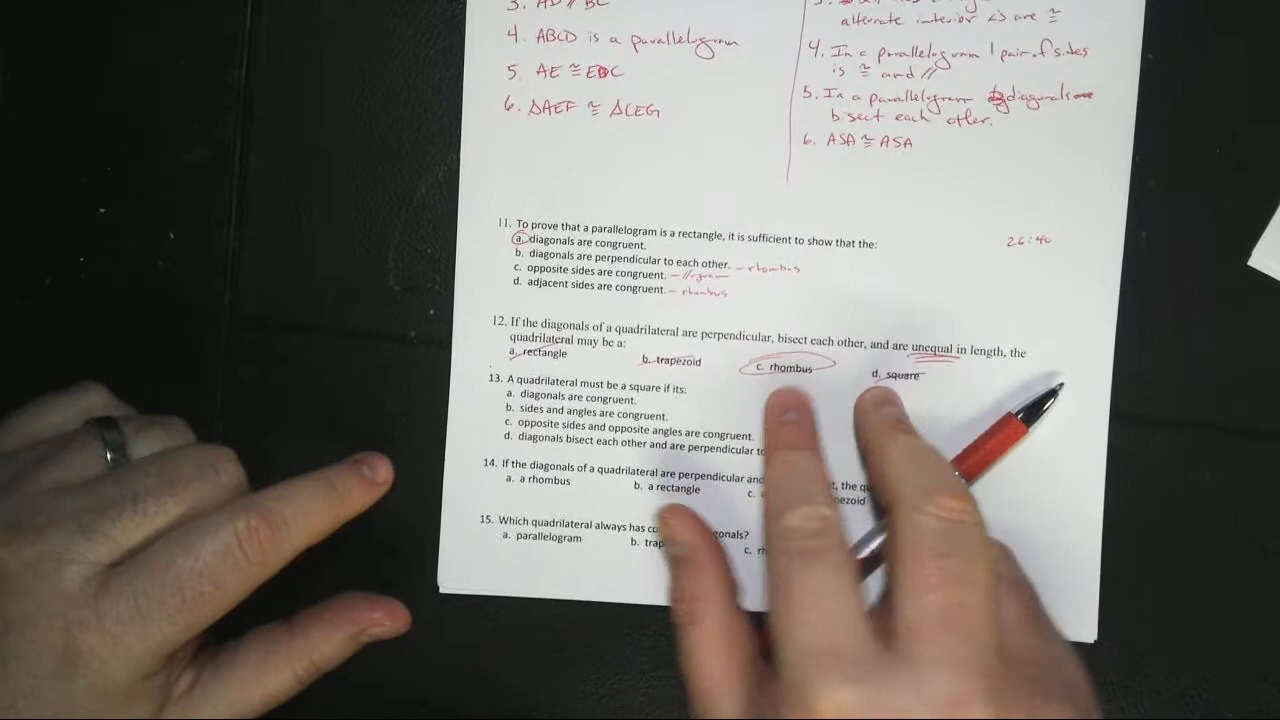 3. AD // BC
4. ABCD is a parallelogram
5. AE ≅ EC
6. △AEF ≅ △CEG
alternate interior ∠s are ≅
4. In a parallelogram 1 pair of sides
is ≅ and //
5. In a parallelogram diagonals
bisect each other.
6. ASA ≅ ASA
11. To prove that a parallelogram is a rectangle, it is sufficient to show that the:
26:40
a. diagonals are congruent.
b. diagonals are perpendicular to each other. - rhombus
c. opposite sides are congruent. - //ogram
d. adjacent sides are congruent. - rhombus
12. If the diagonals of a quadrilateral are perpendicular, bisect each other, and are unequal in length, the
quadrilateral may be a:
a. rectangle b. trapezoid c. rhombus d. square
13. A quadrilateral must be a square if its:
a. diagonals are congruent.
b. sides and angles are congruent.
c. opposite sides and opposite angles are congruent.
d. diagonals bisect each other and are perpendicular to
14. If the diagonals of a quadrilateral are perpendicular and
a. a rhombus b. a rectangle c.
15. Which quadrilateral always has
a. parallelogram b. c.